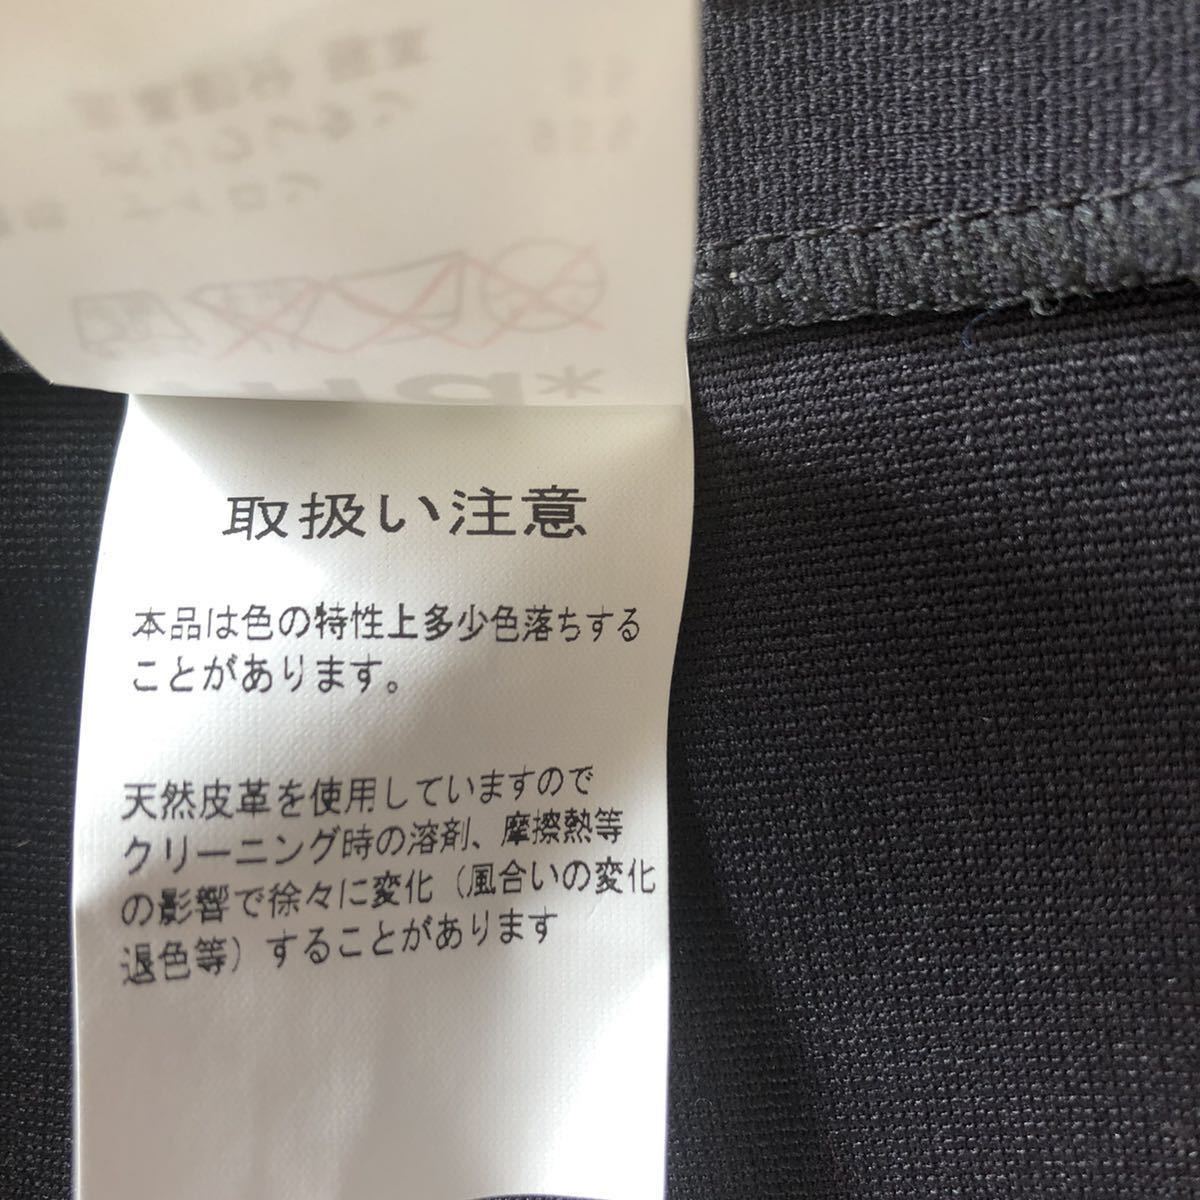 取扱い注意
本品は色の特性上多少色落ちする
ことがあります。
天然皮革を使用していますので
クリーニング時の溶剤、摩擦熱等
の影響で徐々に変化（風合いの変化
退色等）することがあります